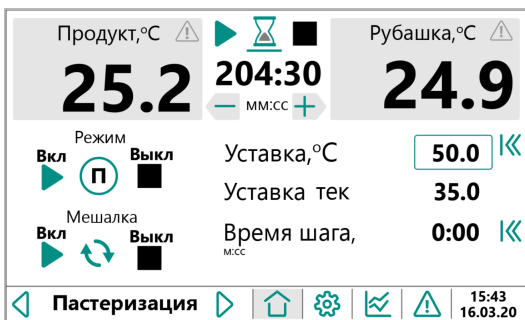 Продукт,°C
Рубашка,°C
25.2
204:30
24.9
мм:сс
Режим
Вкл
Выкл
П
Уставка,°C
50.0
Уставка тек
35.0
Мешалка
Вкл
Выкл
Время шага,
м:сс
0:00
Пастеризация
15:43
16.03.20